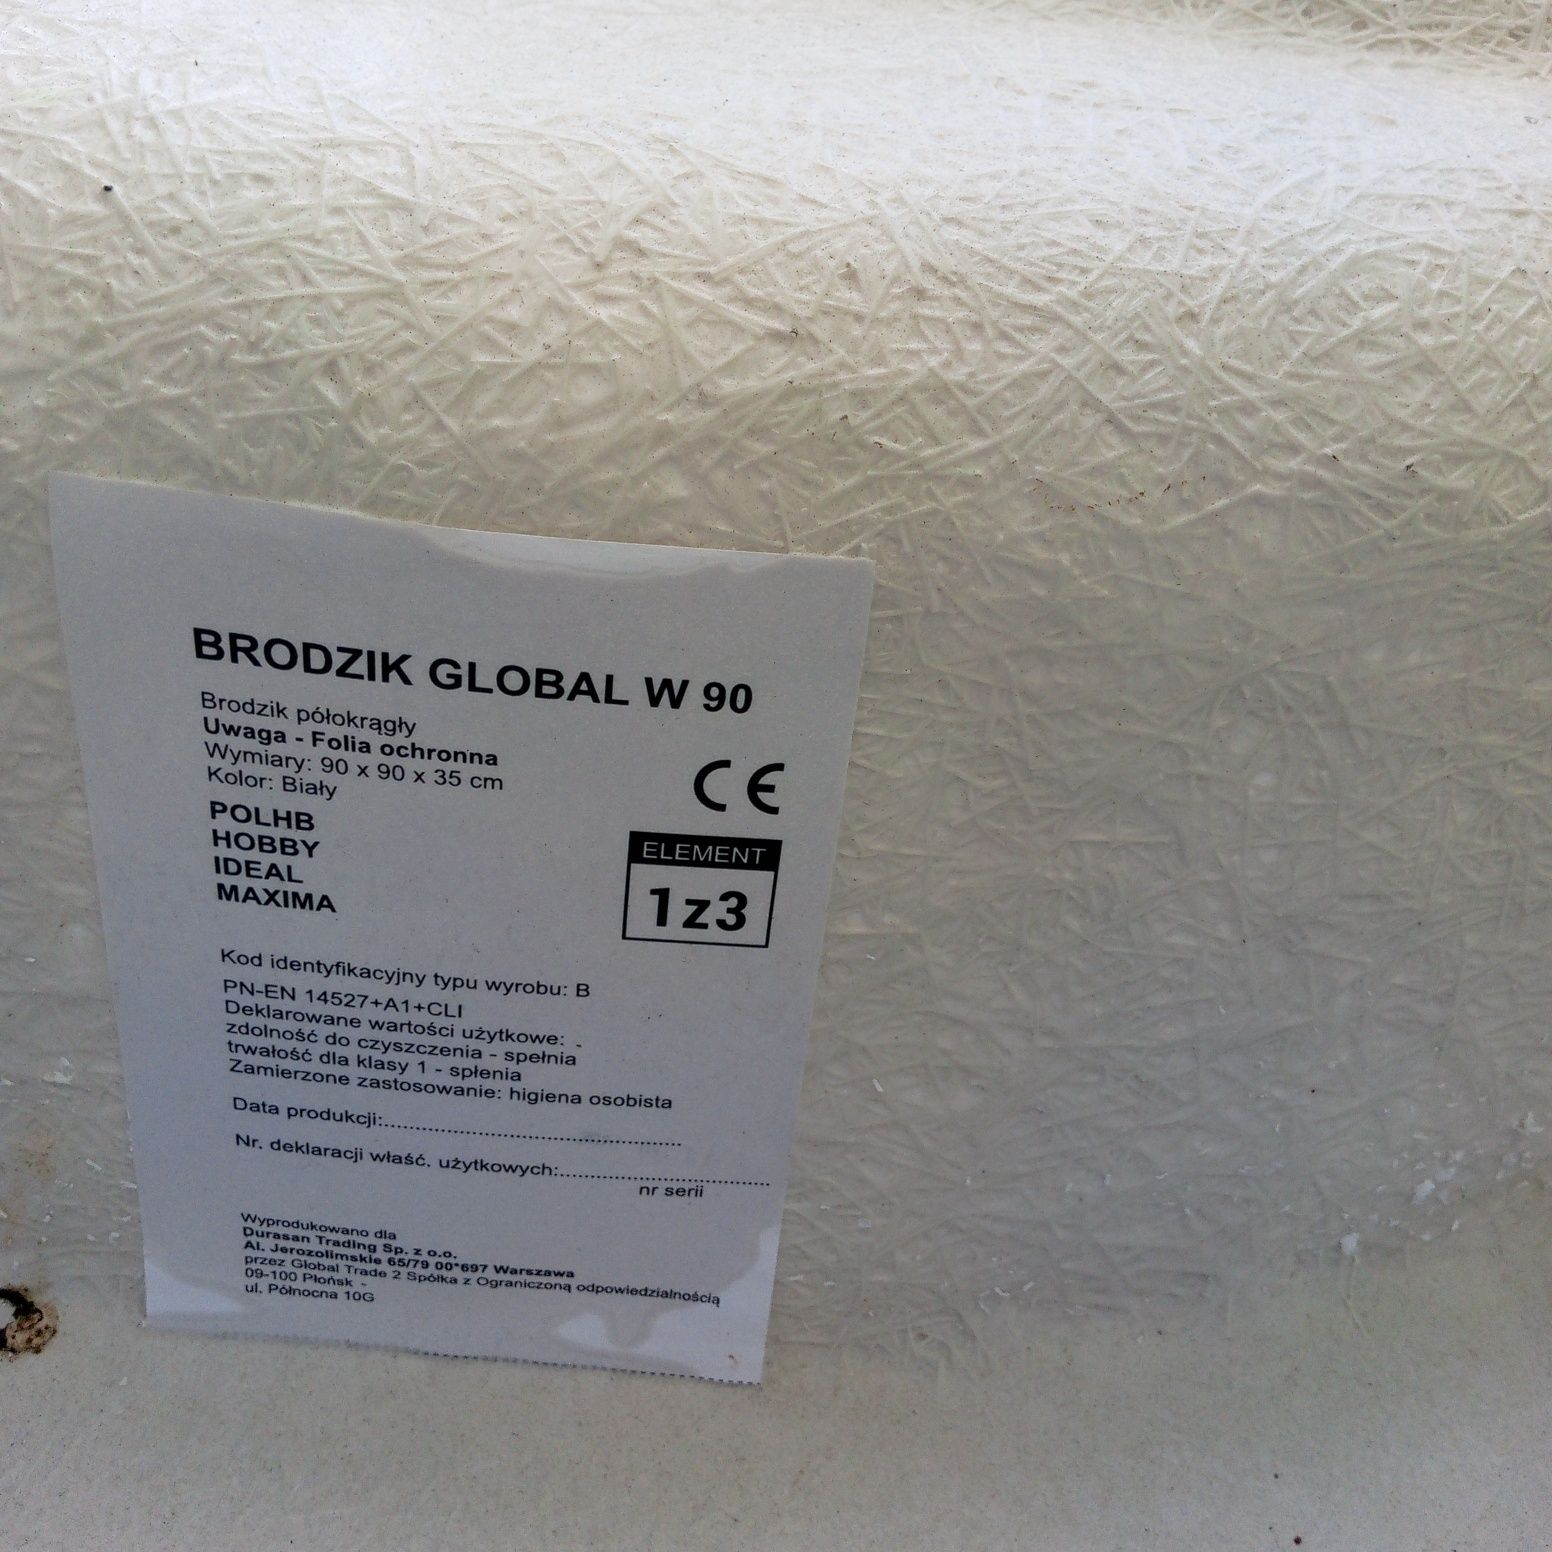 BRODZIK GLOBAL W 90
Brodzik półokrągły
Uwaga - Folia ochronna
Wymiary: 90 x 90 x 35 cm
Kolor: Biały
CE
POLHB
HOBBY
IDEAL
MAXIMA
ELEMENT
1z3
Kod identyfikacyjny typu wyrobu: B
PN-EN 14527+A1+CLI
Deklarowane wartości użytkowe: -
zdolność do czyszczenia - spełnia
trwałość dla klasy 1 - spłenia
Zamierzone zastosowanie: higiena osobista
Data produkcji:..................................................
Nr. deklaracji właść. użytkowych:...................................
nr serii
Wyprodukowano dla
Durasan Trading Sp. z o.o.
Al. Jerozolimskie 65/79 00*697 Warszawa
przez Global Trade 2 Spółka z Ograniczoną odpowiedzialnością
09-100 Płońsk -
ul. Północna 10G